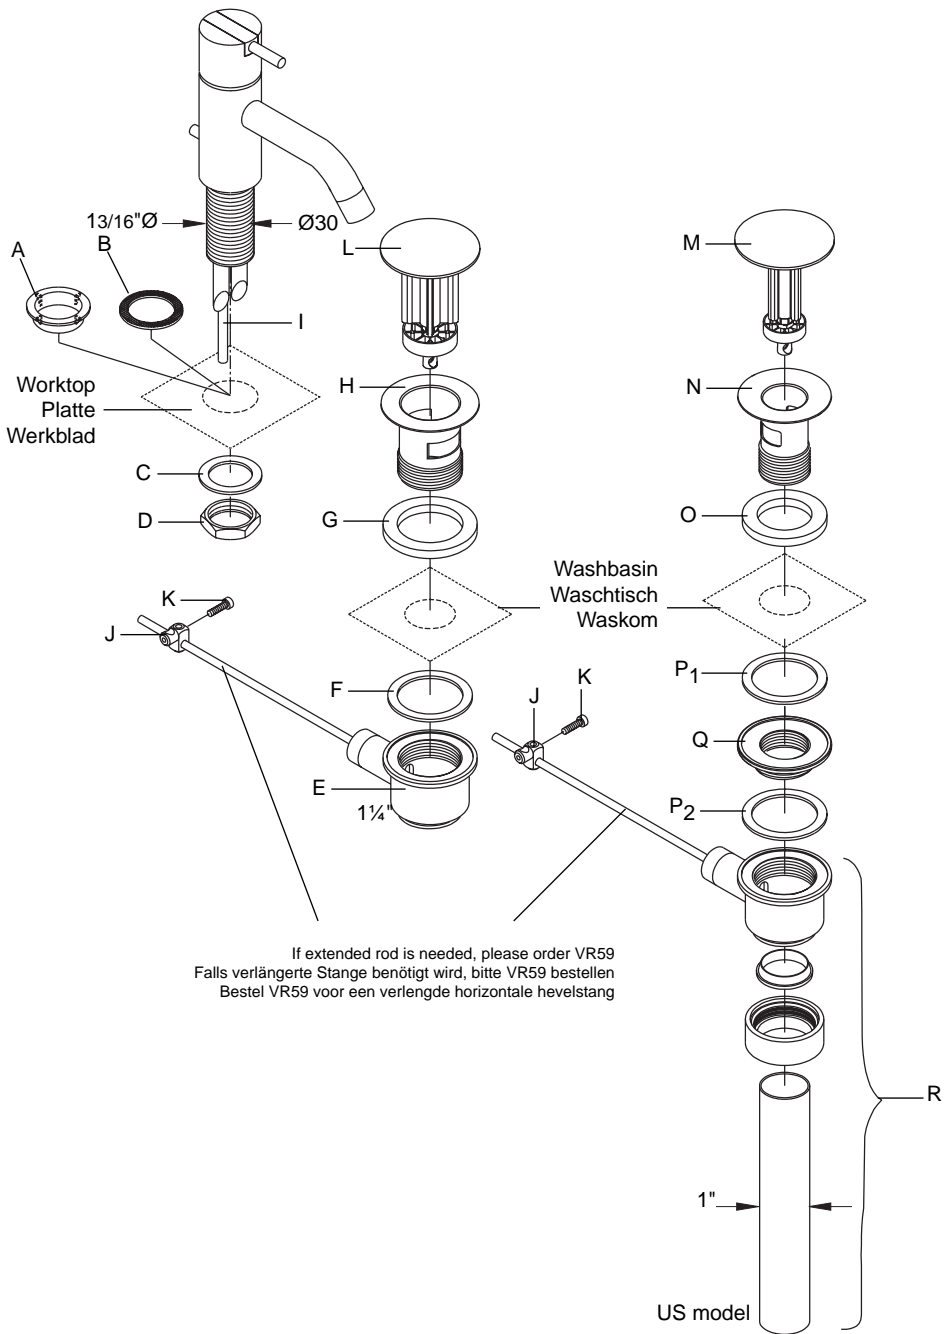 13/16"Ø
Ø30
A
B
I
Worktop
Platte
Werkblad
C
D
L
H
G
M
N
O
Washbasin
Waschtisch
Waskom
K
J
F
E
1¼"
K
J
P1
Q
P2
If extended rod is needed, please order VR59
Falls verlängerte Stange benötigt wird, bitte VR59 bestellen
Bestel VR59 voor een verlengde horizontale hevelstang
R
1"
US model